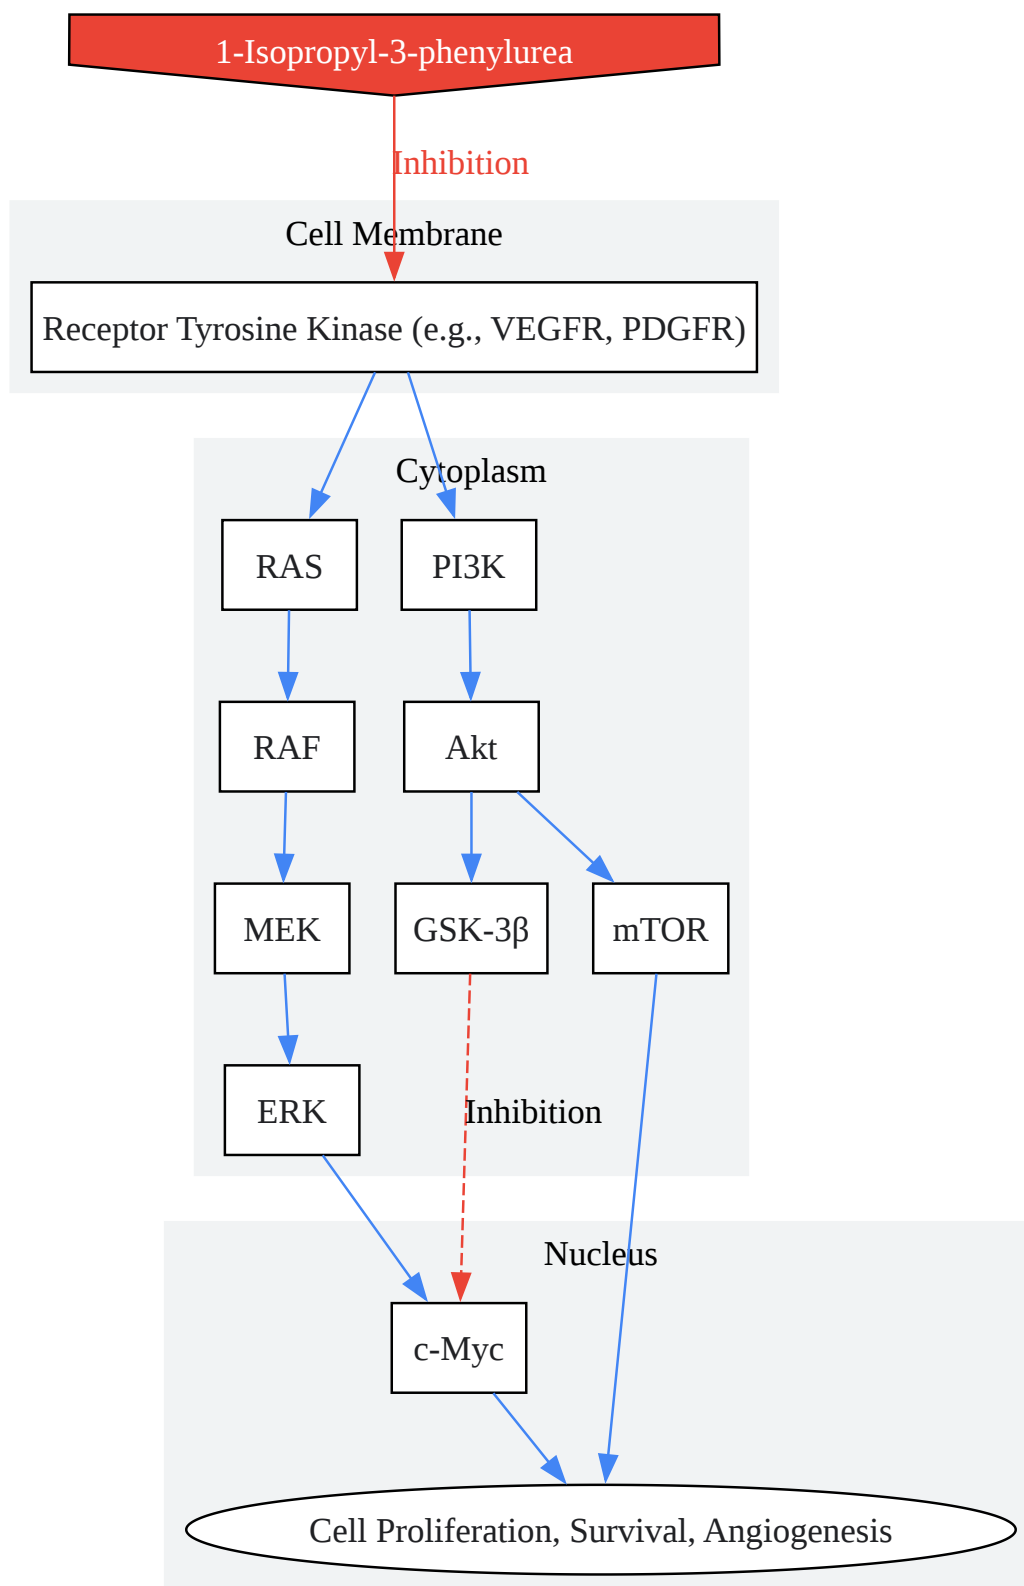 1-Isopropyl-3-phenylurea
Inhibition
Cell Membrane
Receptor Tyrosine Kinase (e.g., VEGFR, PDGFR)
Cytoplasm
RAS
PI3K
RAF
Akt
MEK
GSK-3β
mTOR
ERK
Inhibition
Nucleus
c-Myc
Cell Proliferation, Survival, Angiogenesis